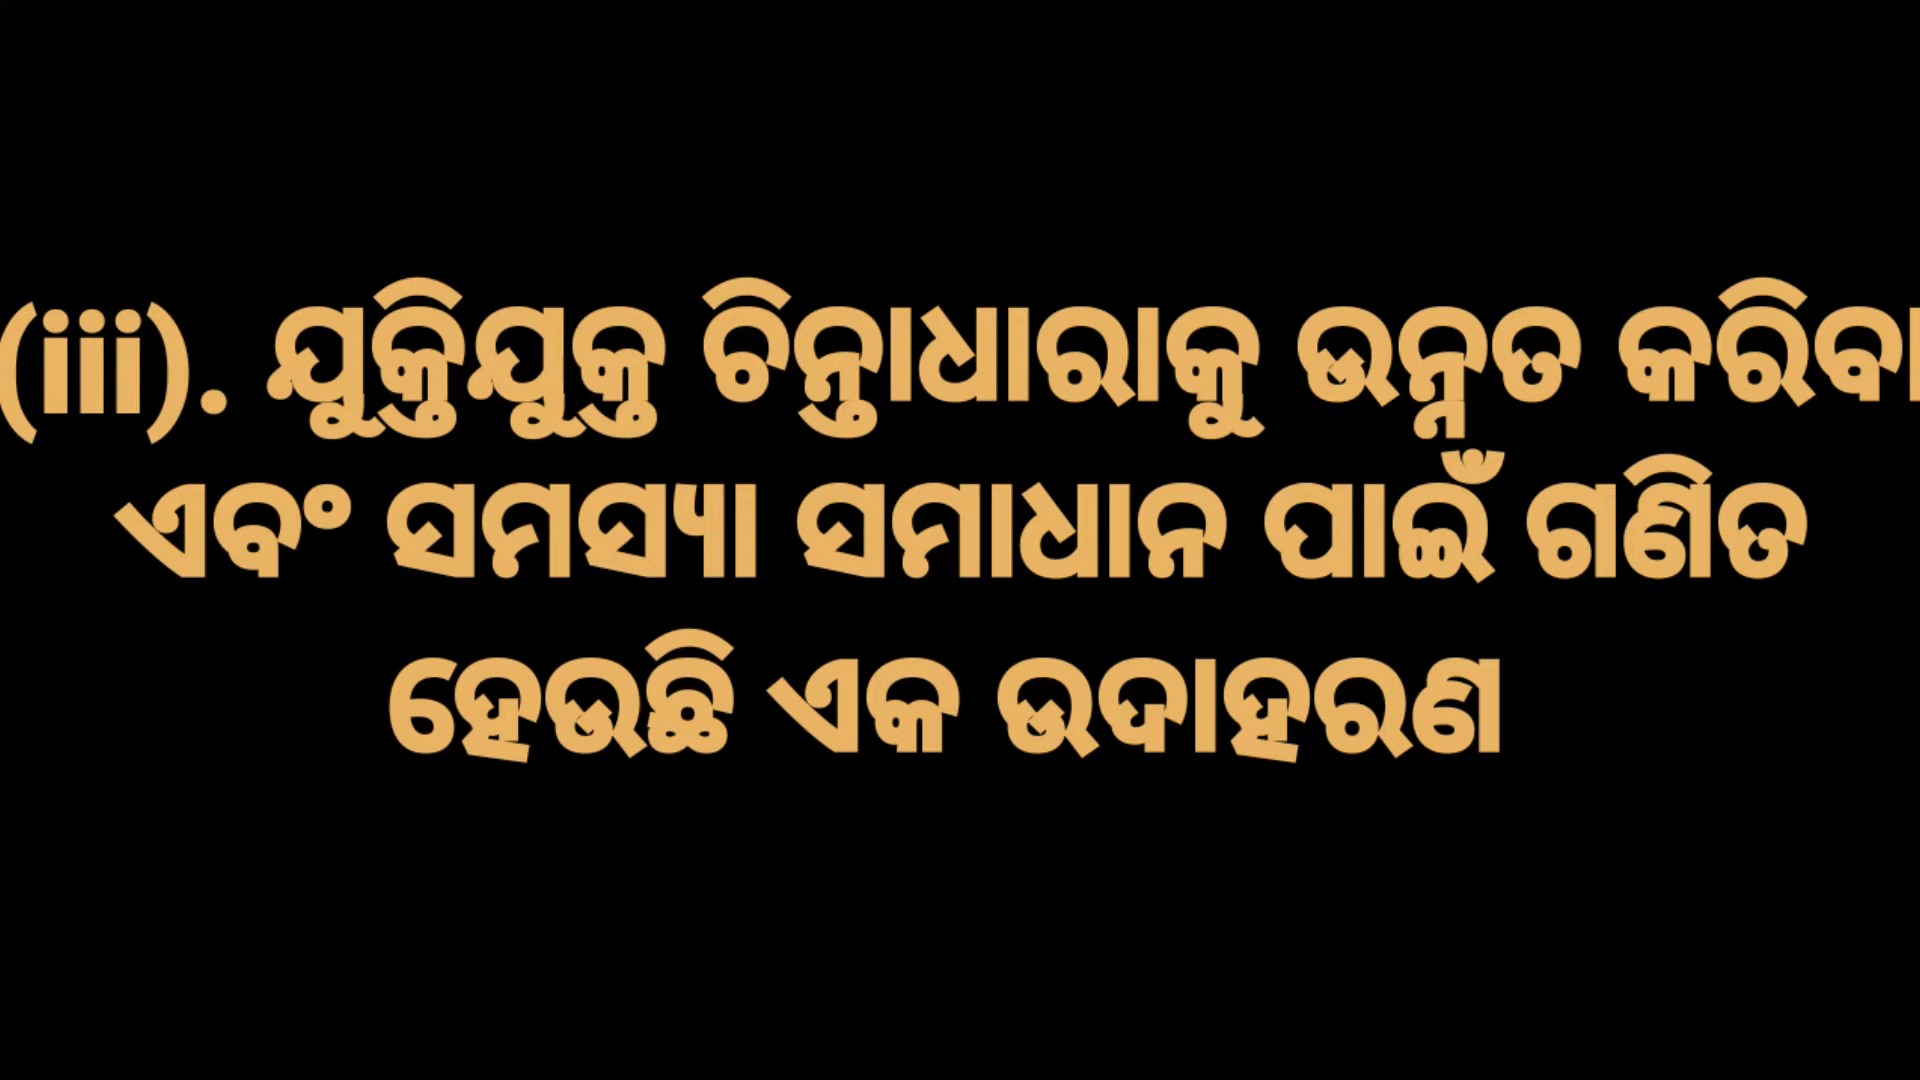 (iii). ଯୁକ୍ତିଯୁକ୍ତ ଚିନ୍ତାଧାରାକୁ ଉନ୍ନତ କରିବା
ଏବଂ ସମସ୍ୟା ସମାଧାନ ପାଇଁ ଗଣିତ
ହେଉଛି ଏକ ଉଦାହରଣ